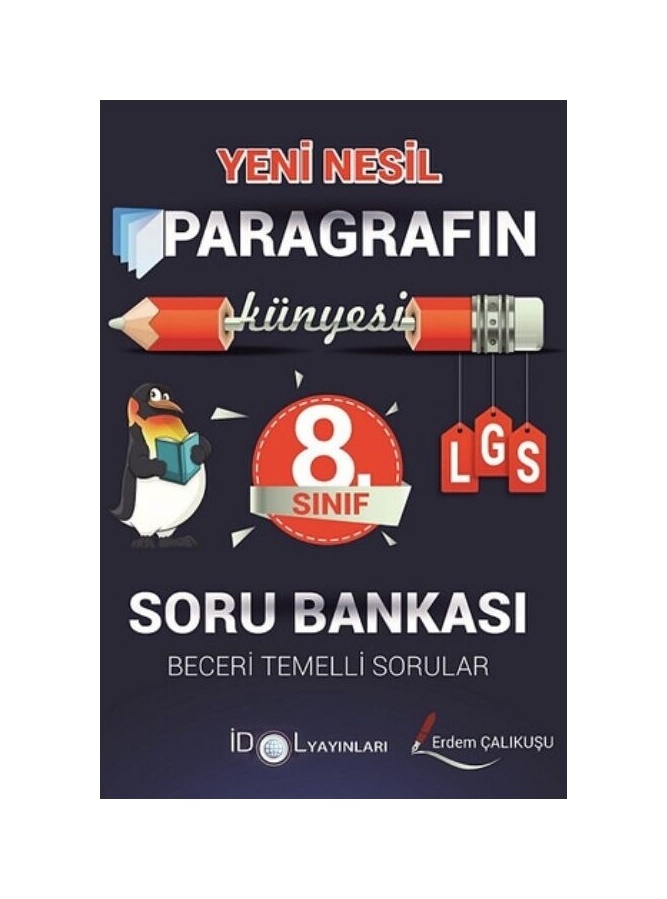 YENİ NESİL
PARAGRAFIN
künyesi
LGS
8.
SINIF
SORU BANKASI
BECERİ TEMELLİ SORULAR
İDOL YAYINLARI
Erdem ÇALIKUŞU